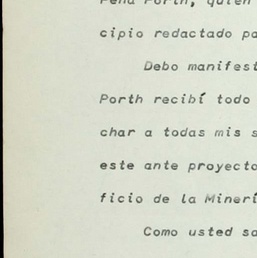 Peña Porth, quien
cipio redactado po
Debo manifest
Porth recibí todo
char a todas mis s
este ante proyecto
ficio de la Minerí
Como usted sa